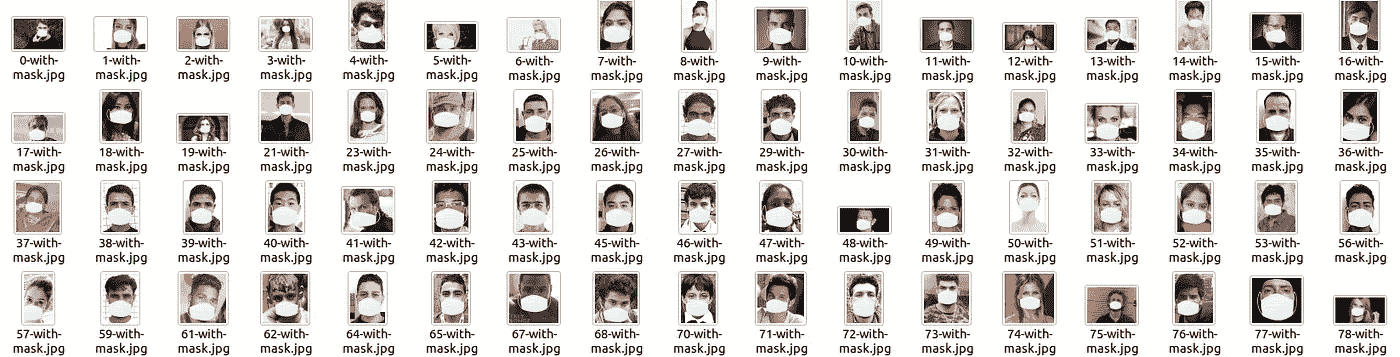 0-with-mask.jpg 1-with-mask.jpg 2-with-mask.jpg 3-with-mask.jpg 4-with-mask.jpg 5-with-mask.jpg 6-with-mask.jpg 7-with-mask.jpg 8-with-mask.jpg 9-with-mask.jpg 10-with-mask.jpg 11-with-mask.jpg 12-with-mask.jpg 13-with-mask.jpg 14-with-mask.jpg 15-with-mask.jpg 16-with-mask.jpg
17-with-mask.jpg 18-with-mask.jpg 19-with-mask.jpg 21-with-mask.jpg 23-with-mask.jpg 24-with-mask.jpg 25-with-mask.jpg 26-with-mask.jpg 27-with-mask.jpg 29-with-mask.jpg 30-with-mask.jpg 31-with-mask.jpg 32-with-mask.jpg 33-with-mask.jpg 34-with-mask.jpg 35-with-mask.jpg 36-with-mask.jpg
37-with-mask.jpg 38-with-mask.jpg 39-with-mask.jpg 40-with-mask.jpg 41-with-mask.jpg 42-with-mask.jpg 43-with-mask.jpg 45-with-mask.jpg 46-with-mask.jpg 47-with-mask.jpg 48-with-mask.jpg 49-with-mask.jpg 50-with-mask.jpg 51-with-mask.jpg 52-with-mask.jpg 53-with-mask.jpg 56-with-mask.jpg
57-with-mask.jpg 59-with-mask.jpg 61-with-mask.jpg 62-with-mask.jpg 64-with-mask.jpg 65-with-mask.jpg 67-with-mask.jpg 68-with-mask.jpg 70-with-mask.jpg 71-with-mask.jpg 72-with-mask.jpg 73-with-mask.jpg 74-with-mask.jpg 75-with-mask.jpg 76-with-mask.jpg 77-with-mask.jpg 78-with-mask.jpg